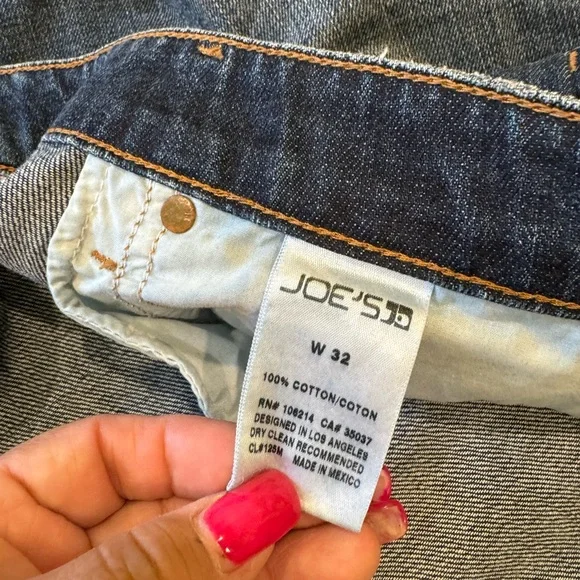 JOE'S
W 32
100% COTTON/COTON
RN# 106214 CA# 35037
DESIGNED IN LOS ANGELES
DRY CLEAN RECOMMENDED
CL#125M MADE IN MEXICO